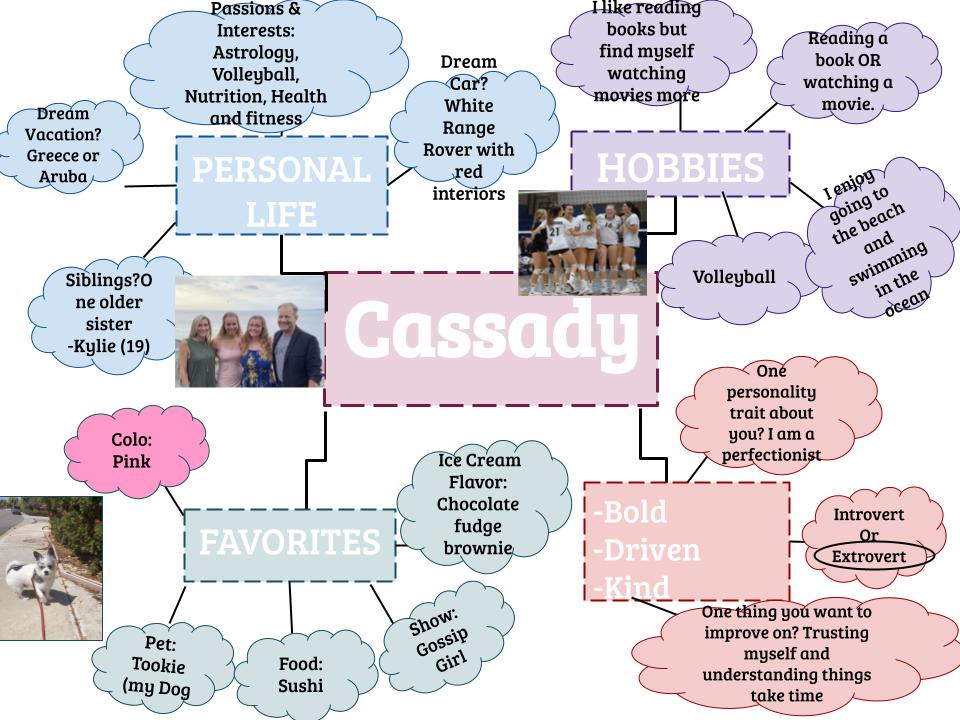 Passions &
Interests:
Astrology,
Volleyball,
Nutrition, Health
and fitness
Dream
Vacation?
Greece or
Aruba
Dream
Car?
White
Range
Rover with
red
interiors
PERSONAL
LIFE
Siblings?O
ne older
sister
-Kylie (19)
I like reading
books but
find myself
watching
movies more
Reading a
book OR
watching a
movie.
HOBBIES
I enjoy
going to
the beach
and
swimming
in the
ocean
Volleyball
21
Cassady
Colo:
Pink
Ice Cream
Flavor:
Chocolate
fudge
brownie
FAVORITES
Pet:
Tookie
(my Dog
Food:
Sushi
Show:
Gossip
Girl
One
personality
trait about
you? I am a
perfectionist
-Bold
-Driven
-Kind
Introvert
Or
Extrovert
One thing you want to
improve on? Trusting
myself and
understanding things
take time